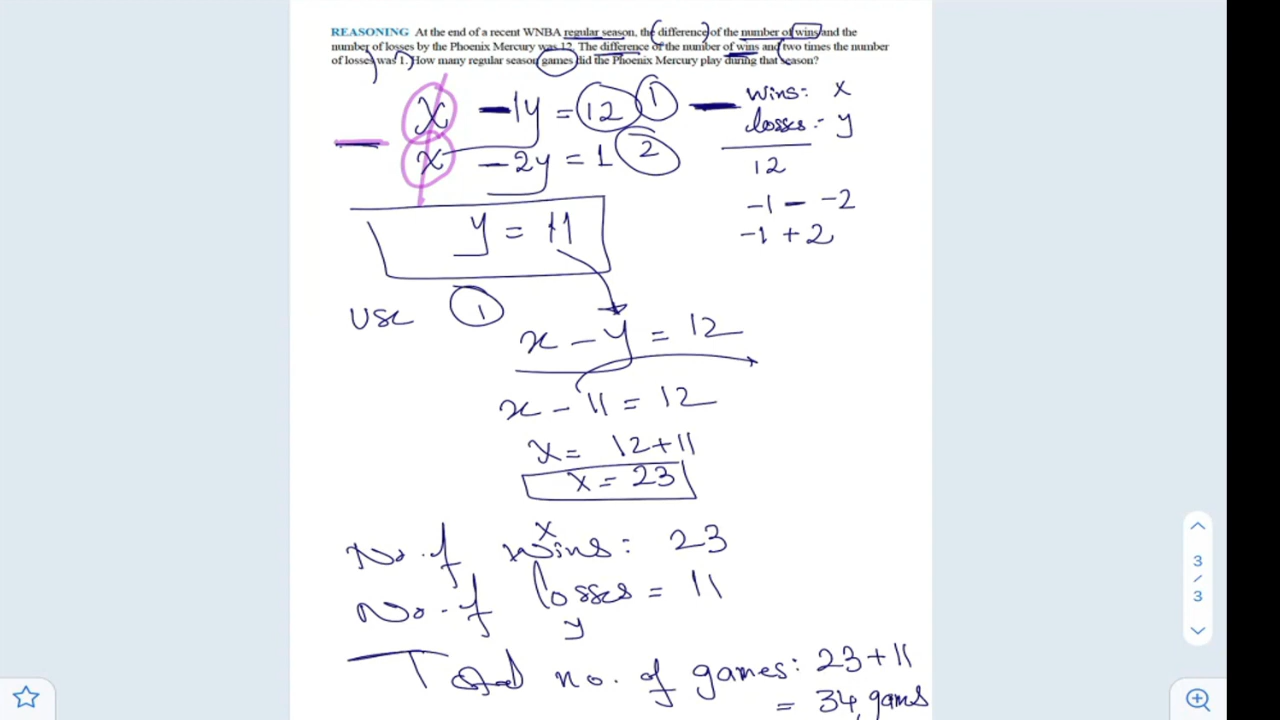 REASONING At the end of a recent WNBA regular season, the difference of the number of wins and the
number of losses by the Phoenix Mercury was 12. The difference of the number of wins and two times the number
of losses was 1. How many regular season games did the Phoenix Mercury play during that season?
x - 1y = 12 1
x - 2y = 1 2
y = 11
wins: x
losses: - y
12
-1 - -2
-1 + 2
use 1
x - y = 12
x - 11 = 12
x = 12+11
x = 23
x
No. of wins: 23
No. of losses = 11
y
Total no. of games: 23+11
= 34 games
3
/
3